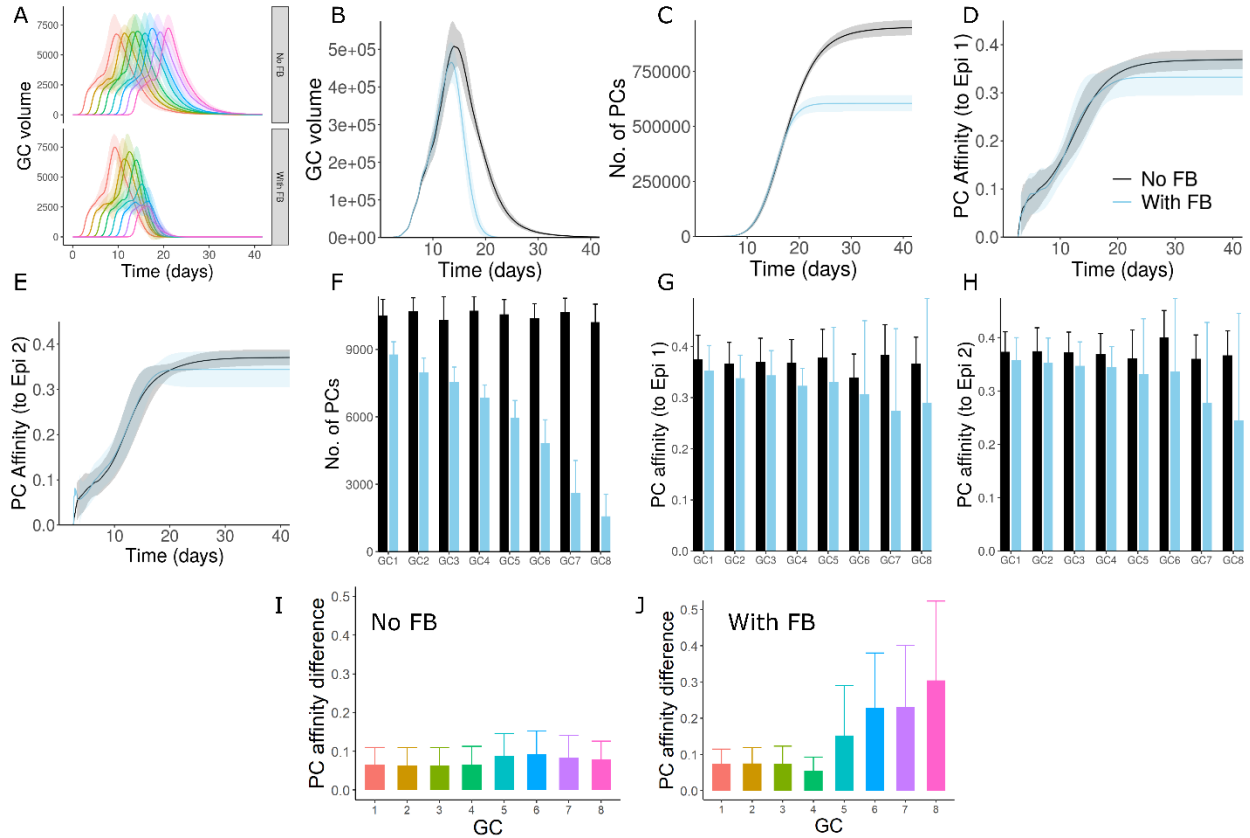 A
GC volume
7500
5000
2500
0
7500
5000
2500
0
No FB
With FB
0 10 20 30 40
Time (days)
B
GC volume
5e+05
4e+05
3e+05
2e+05
1e+05
0e+00
10 20 30 40
Time (days)
C
No. of PCs
750000
500000
250000
0
10 20 30 40
Time (days)
D
PC Affinity (to Epi 1)
0.4
0.3
0.2
0.1
0.0
No FB
With FB
10 20 30 40
Time (days)
E
PC Affinity (to Epi 2)
0.4
0.3
0.2
0.1
0.0
10 20 30 40
Time (days)
F
No. of PCs
9000
6000
3000
0
GC1 GC2 GC3 GC4 GC5 GC6 GC7 GC8
G
PC affinity (to Epi 1)
0.4
0.3
0.2
0.1
0.0
GC1 GC2 GC3 GC4 GC5 GC6 GC7 GC8
H
PC affinity (to Epi 2)
0.4
0.3
0.2
0.1
0.0
GC1 GC2 GC3 GC4 GC5 GC6 GC7 GC8
I
No FB
PC affinity difference
0.5
0.4
0.3
0.2
0.1
0.0
1 2 3 4 5 6 7 8
GC
J
With FB
PC affinity difference
0.5
0.4
0.3
0.2
0.1
0.0
1 2 3 4 5 6 7 8
GC